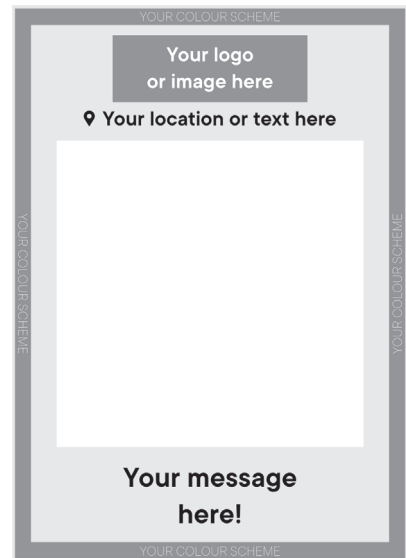 YOUR COLOUR SCHEME
Your logo
or image here
Your location or text here
YOUR COLOUR SCHEME
YOUR COLOUR SCHEME
Your message
here!
YOUR COLOUR SCHEME